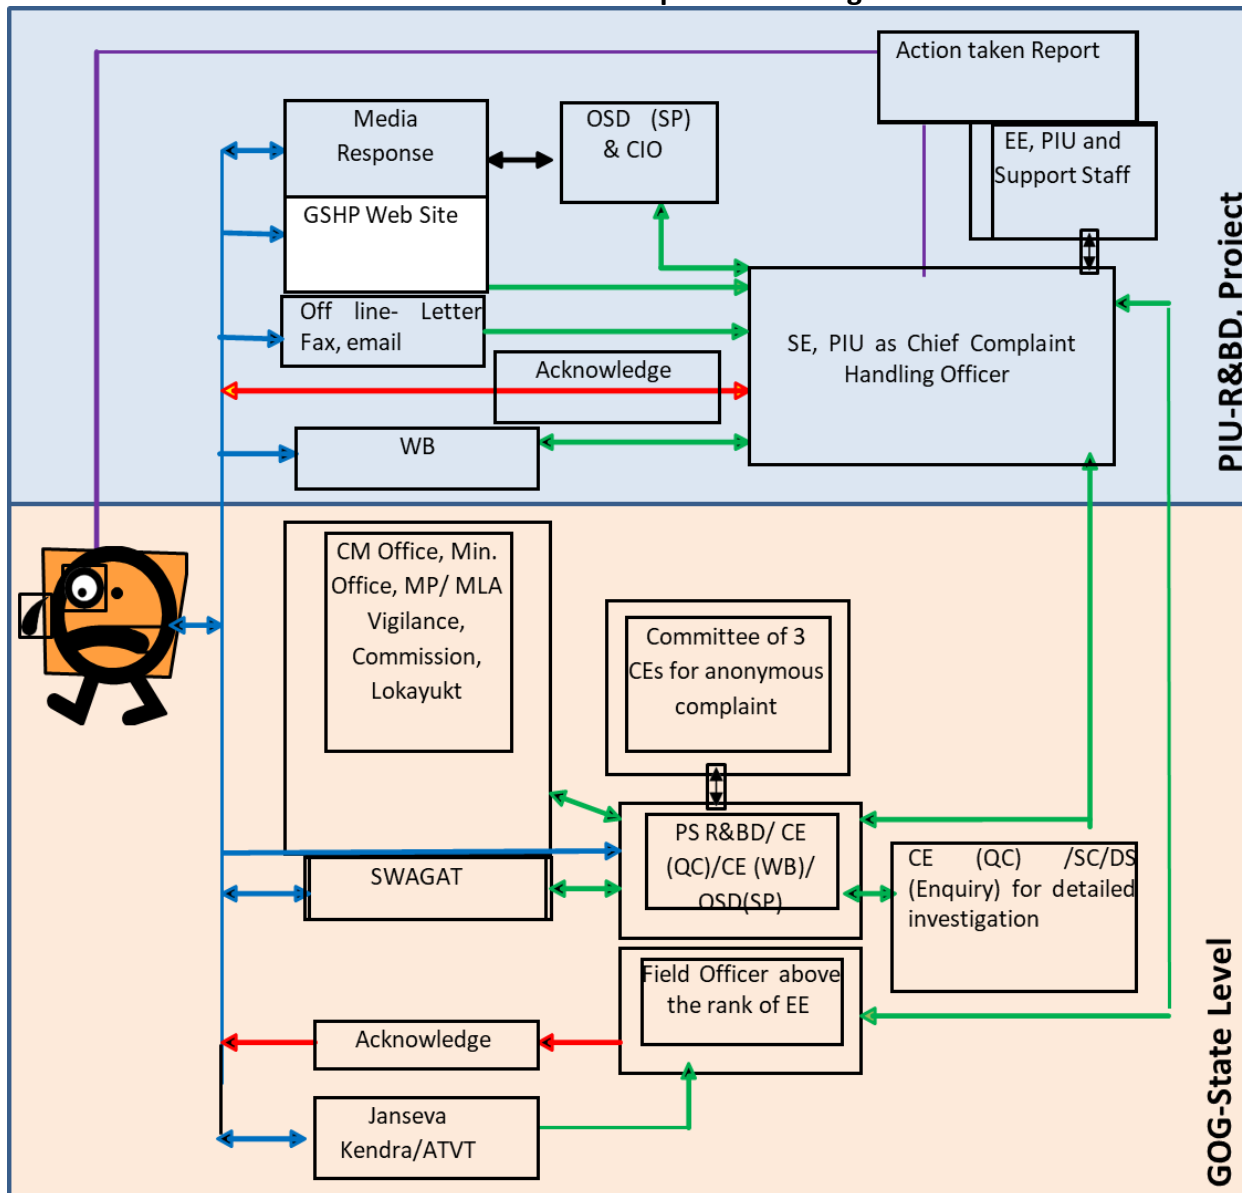 Action taken Report
Media
Response
OSD (SP)
& CIO
EE, PIU and
Support Staff
GSHP Web Site
Off line- Letter
Fax, email
SE, PIU as Chief Complaint
Handling Officer
Acknowledge
WB
PIU-R&BD, Project
CM Office, Min.
Office, MP/ MLA
Vigilance,
Commission,
Lokayukt
Committee of 3
CEs for anonymous
complaint
PS R&BD/ CE
(QC)/CE (WB)/
OSD(SP)
CE (QC) /SC/DS
(Enquiry) for detailed
investigation
SWAGAT
Field Officer above
the rank of EE
Acknowledge
Janseva
Kendra/ATVT
GOG-State Level